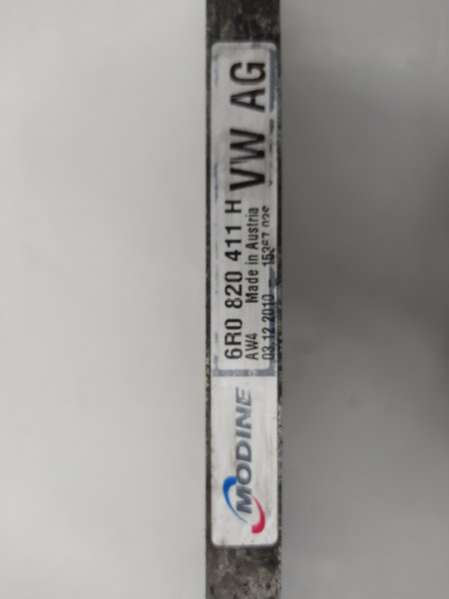 MODINE
6R0 820 411 H
VW AG
AW4 Made in Austria
03.12.2010